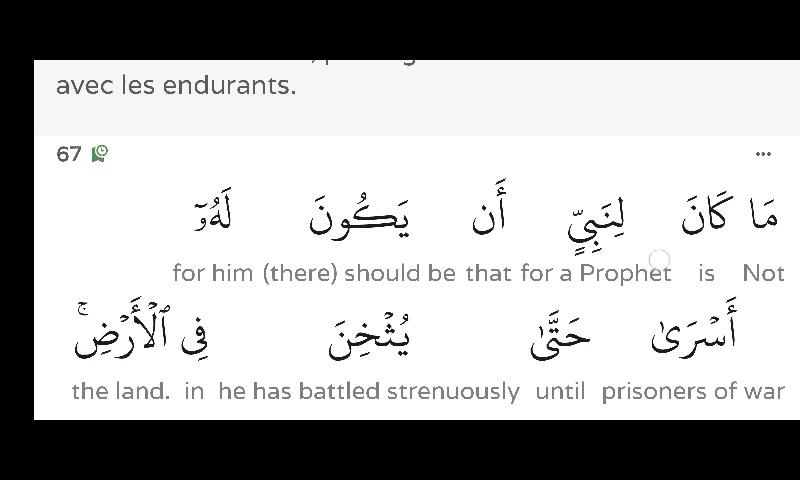 avec les endurants.
67
مَا كَانَ لِنَبِيٍّ أَن يَكُونَ لَهُۥٓ
for him (there) should be that for a Prophet is Not
أَسْرَىٰ حَتَّىٰ يُثْخِنَ فِى ٱلْأَرْضِ ۚ
the land. in he has battled strenuously until prisoners of war